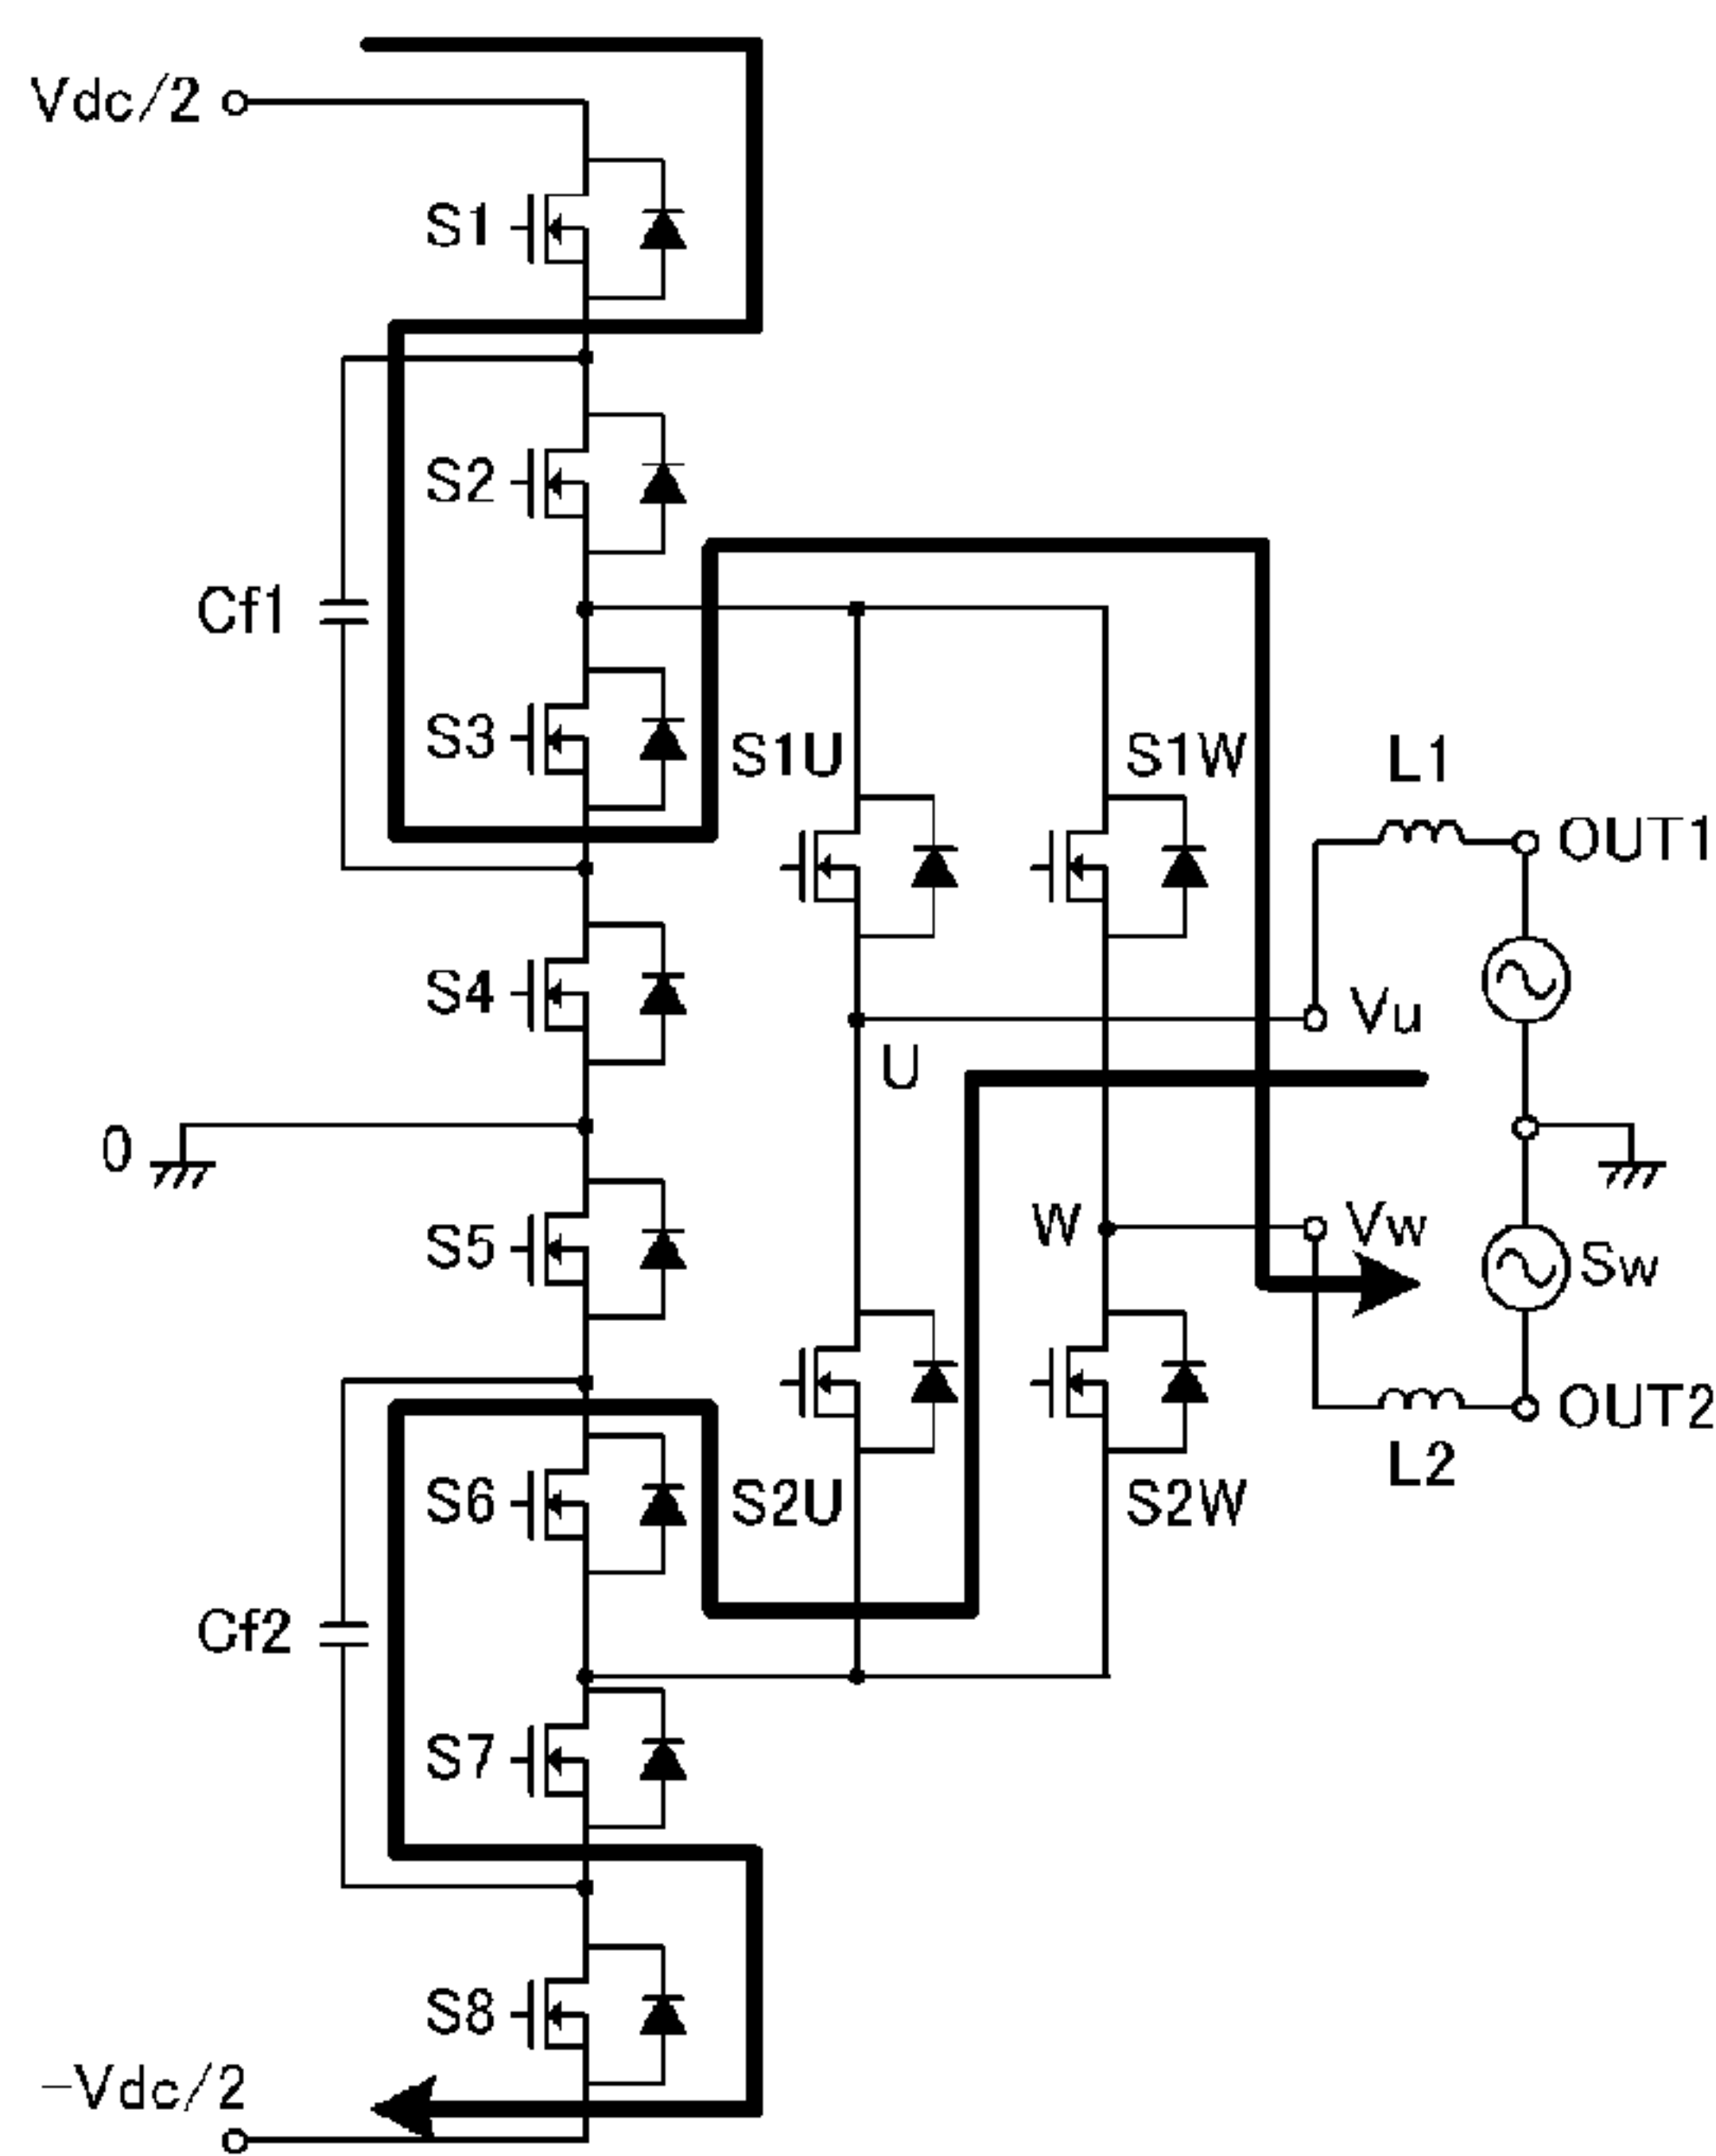 Vdc/2
S1
S2
Cf1
S3
S1U
S1W
L1
OUT1
S4
Vu
U
0
W
Vw
S5
Sw
OUT2
L2
S6
S2U
S2W
Cf2
S7
S8
-Vdc/2